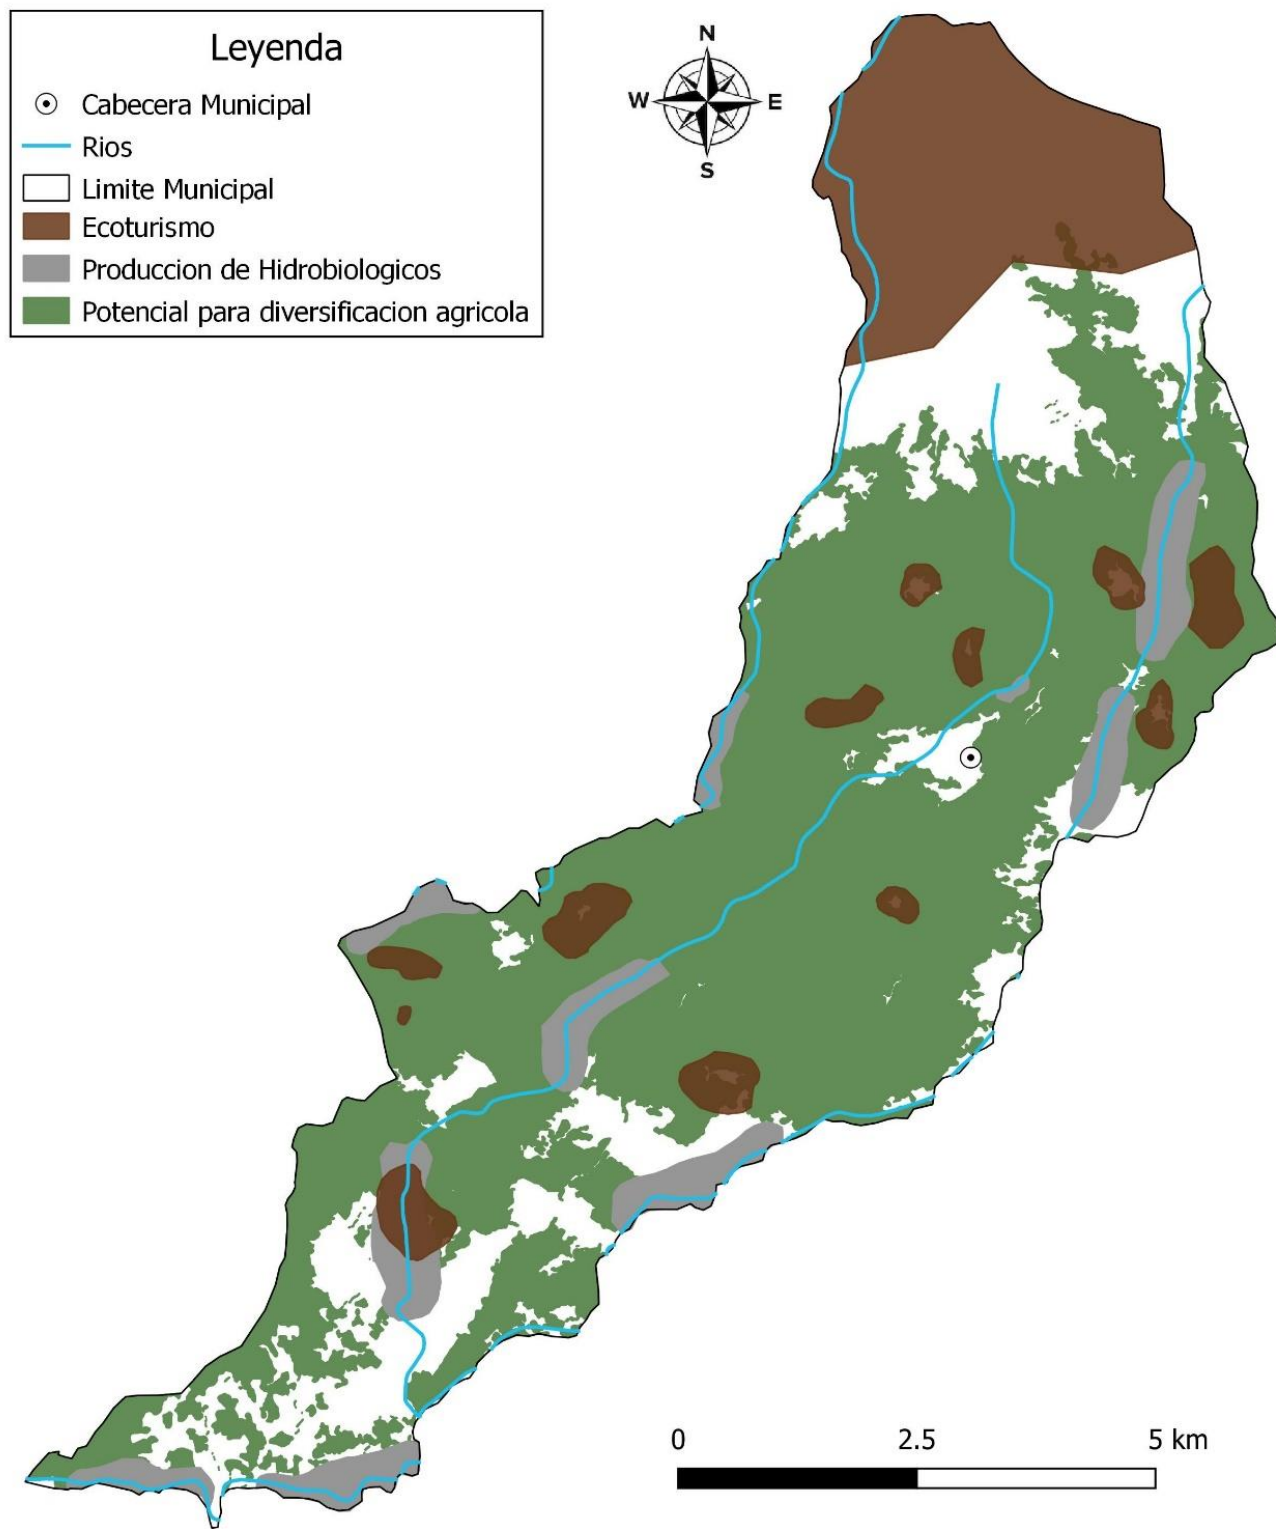 Leyenda
Cabecera Municipal
Rios
Limite Municipal
Ecoturismo
Produccion de Hidrobiologicos
Potencial para diversificacion agricola
N
W E
S
0 2.5 5 km